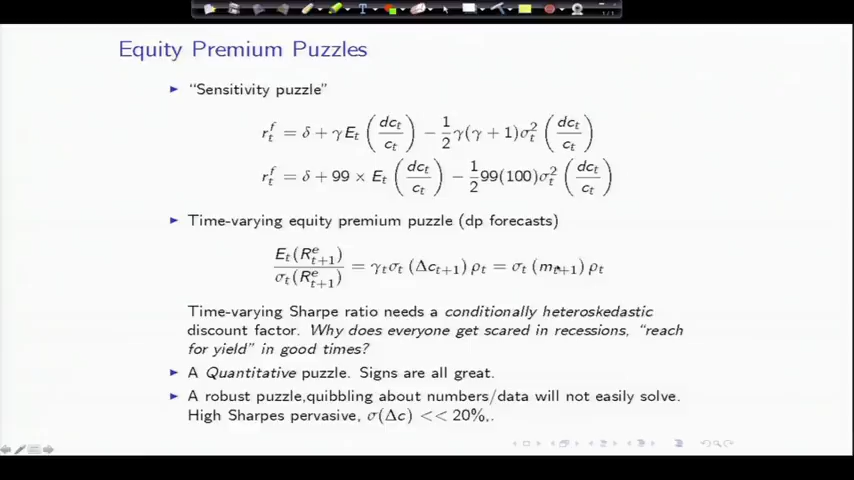 Equity Premium Puzzles
"Sensitivity puzzle"
r_t^f = δ + γ E_t (dc_t / c_t) − 1/2 γ(γ + 1)σ_t^2 (dc_t / c_t)
r_t^f = δ + 99 × E_t (dc_t / c_t) − 1/2 99(100)σ_t^2 (dc_t / c_t)
Time-varying equity premium puzzle (dp forecasts)
E_t(R_{t+1}^e) / σ_t(R_{t+1}^e) = γ_t σ_t (Δc_{t+1}) ρ_t = σ_t (m_{t+1}) ρ_t
Time-varying Sharpe ratio needs a conditionally heteroskedastic
discount factor. Why does everyone get scared in recessions, "reach
for yield" in good times?
A Quantitative puzzle. Signs are all great.
A robust puzzle,quibbling about numbers/data will not easily solve.
High Sharpes pervasive, σ(Δc) << 20%,.